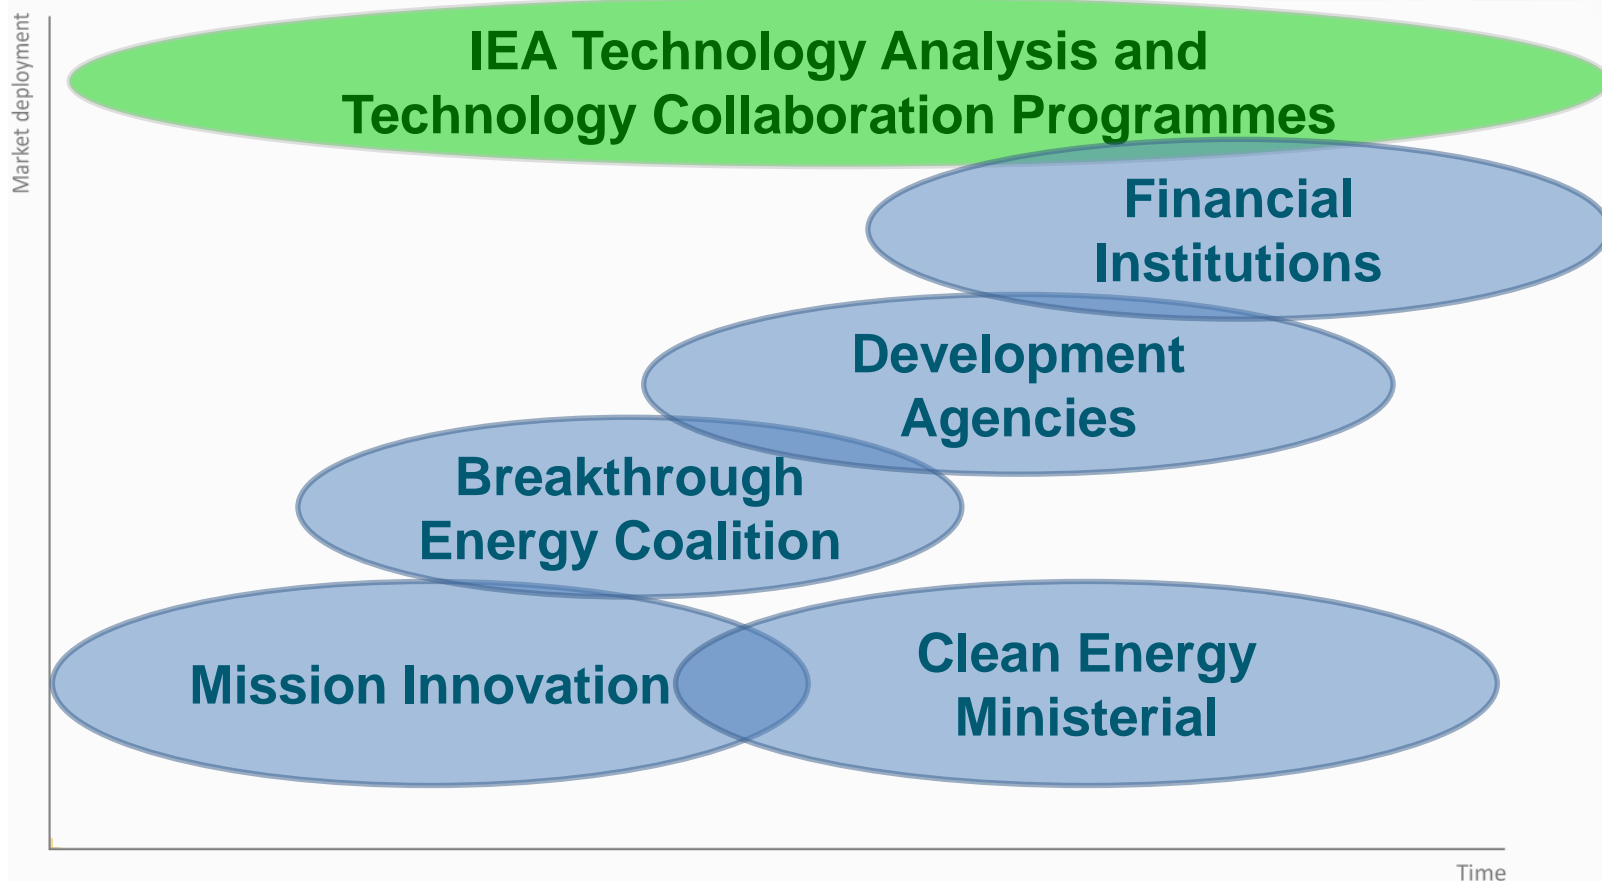 Market deployment
IEA Technology Analysis and
Technology Collaboration Programmes
Financial
Institutions
Development
Agencies
Breakthrough
Energy Coalition
Mission Innovation
Clean Energy
Ministerial
Time